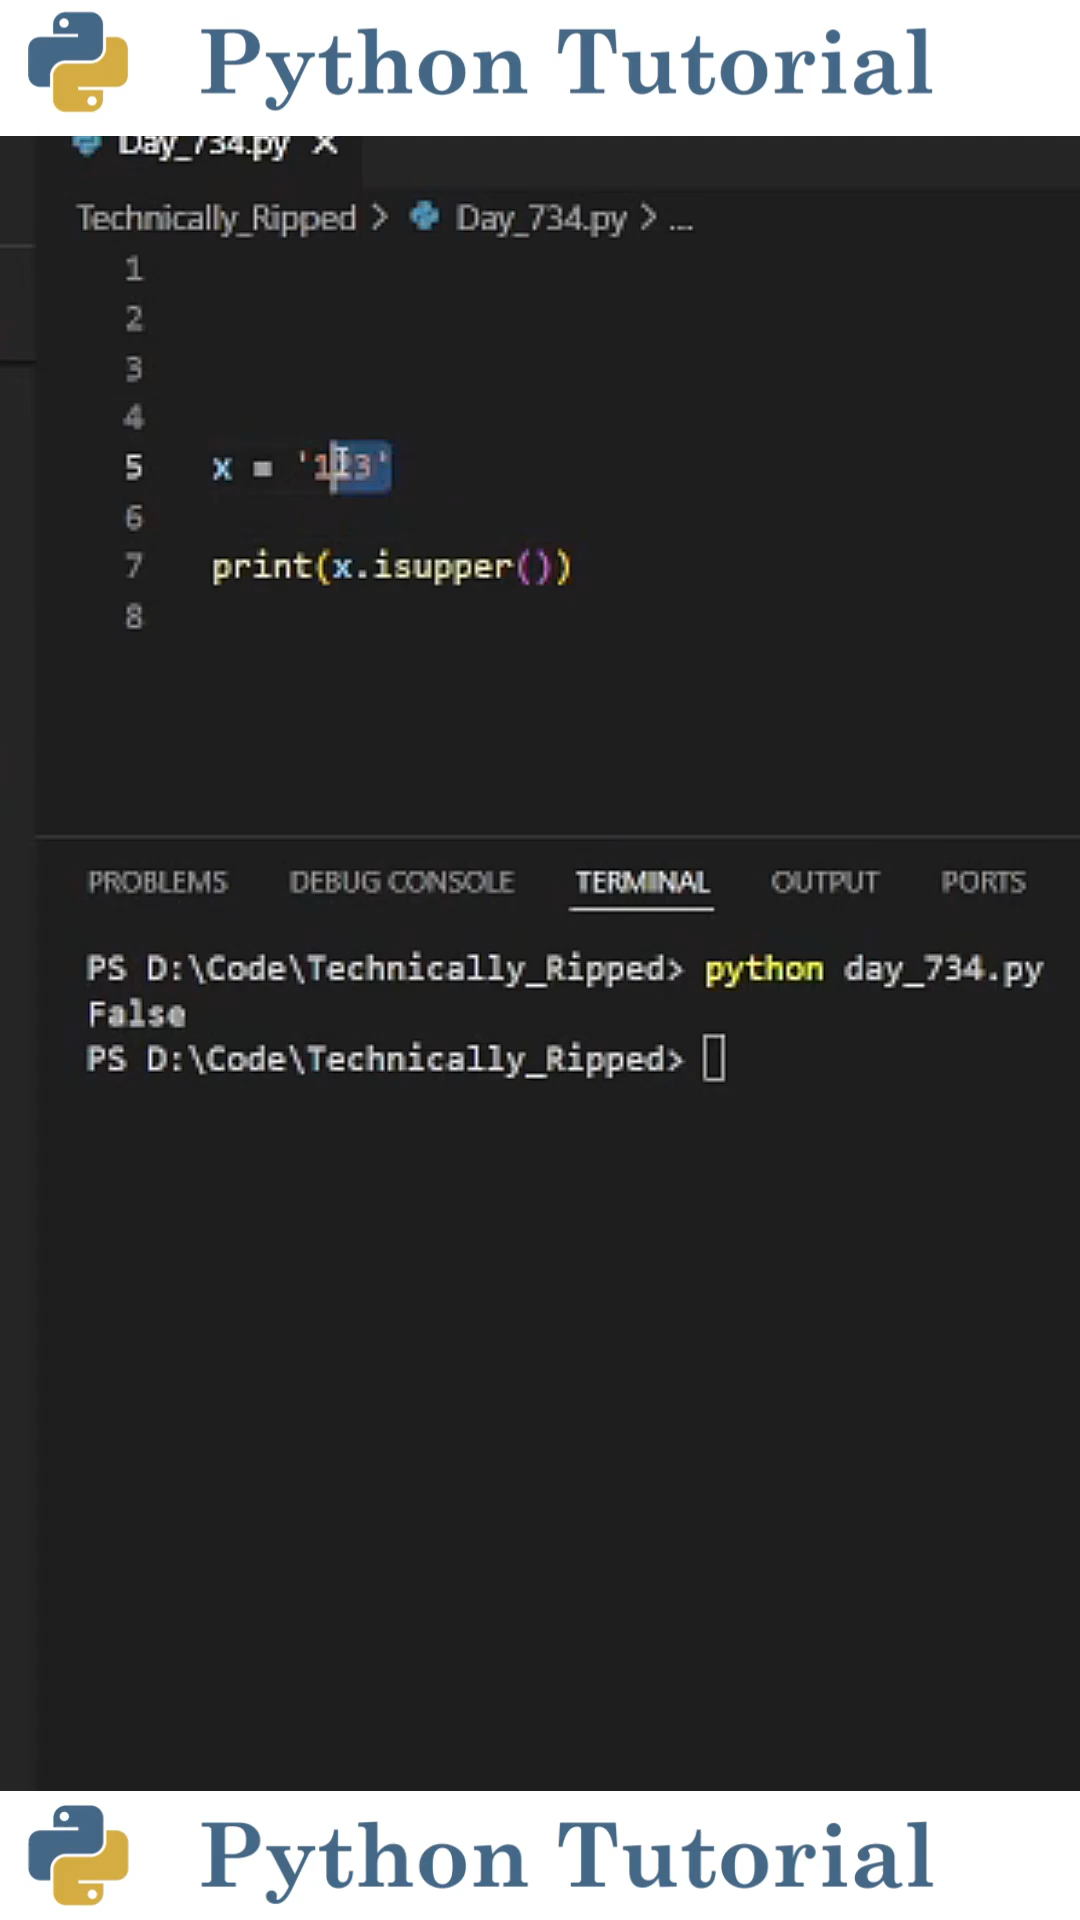 Python Tutorial
Day_734.py ×
Technically_Ripped > Day_734.py > ...
1
2
3
4
5 x = '123'
6
7 print(x.isupper())
8
PROBLEMS DEBUG CONSOLE TERMINAL OUTPUT PORTS
PS D:\Code\Technically_Ripped> python day_734.py
False
PS D:\Code\Technically_Ripped>
Python Tutorial